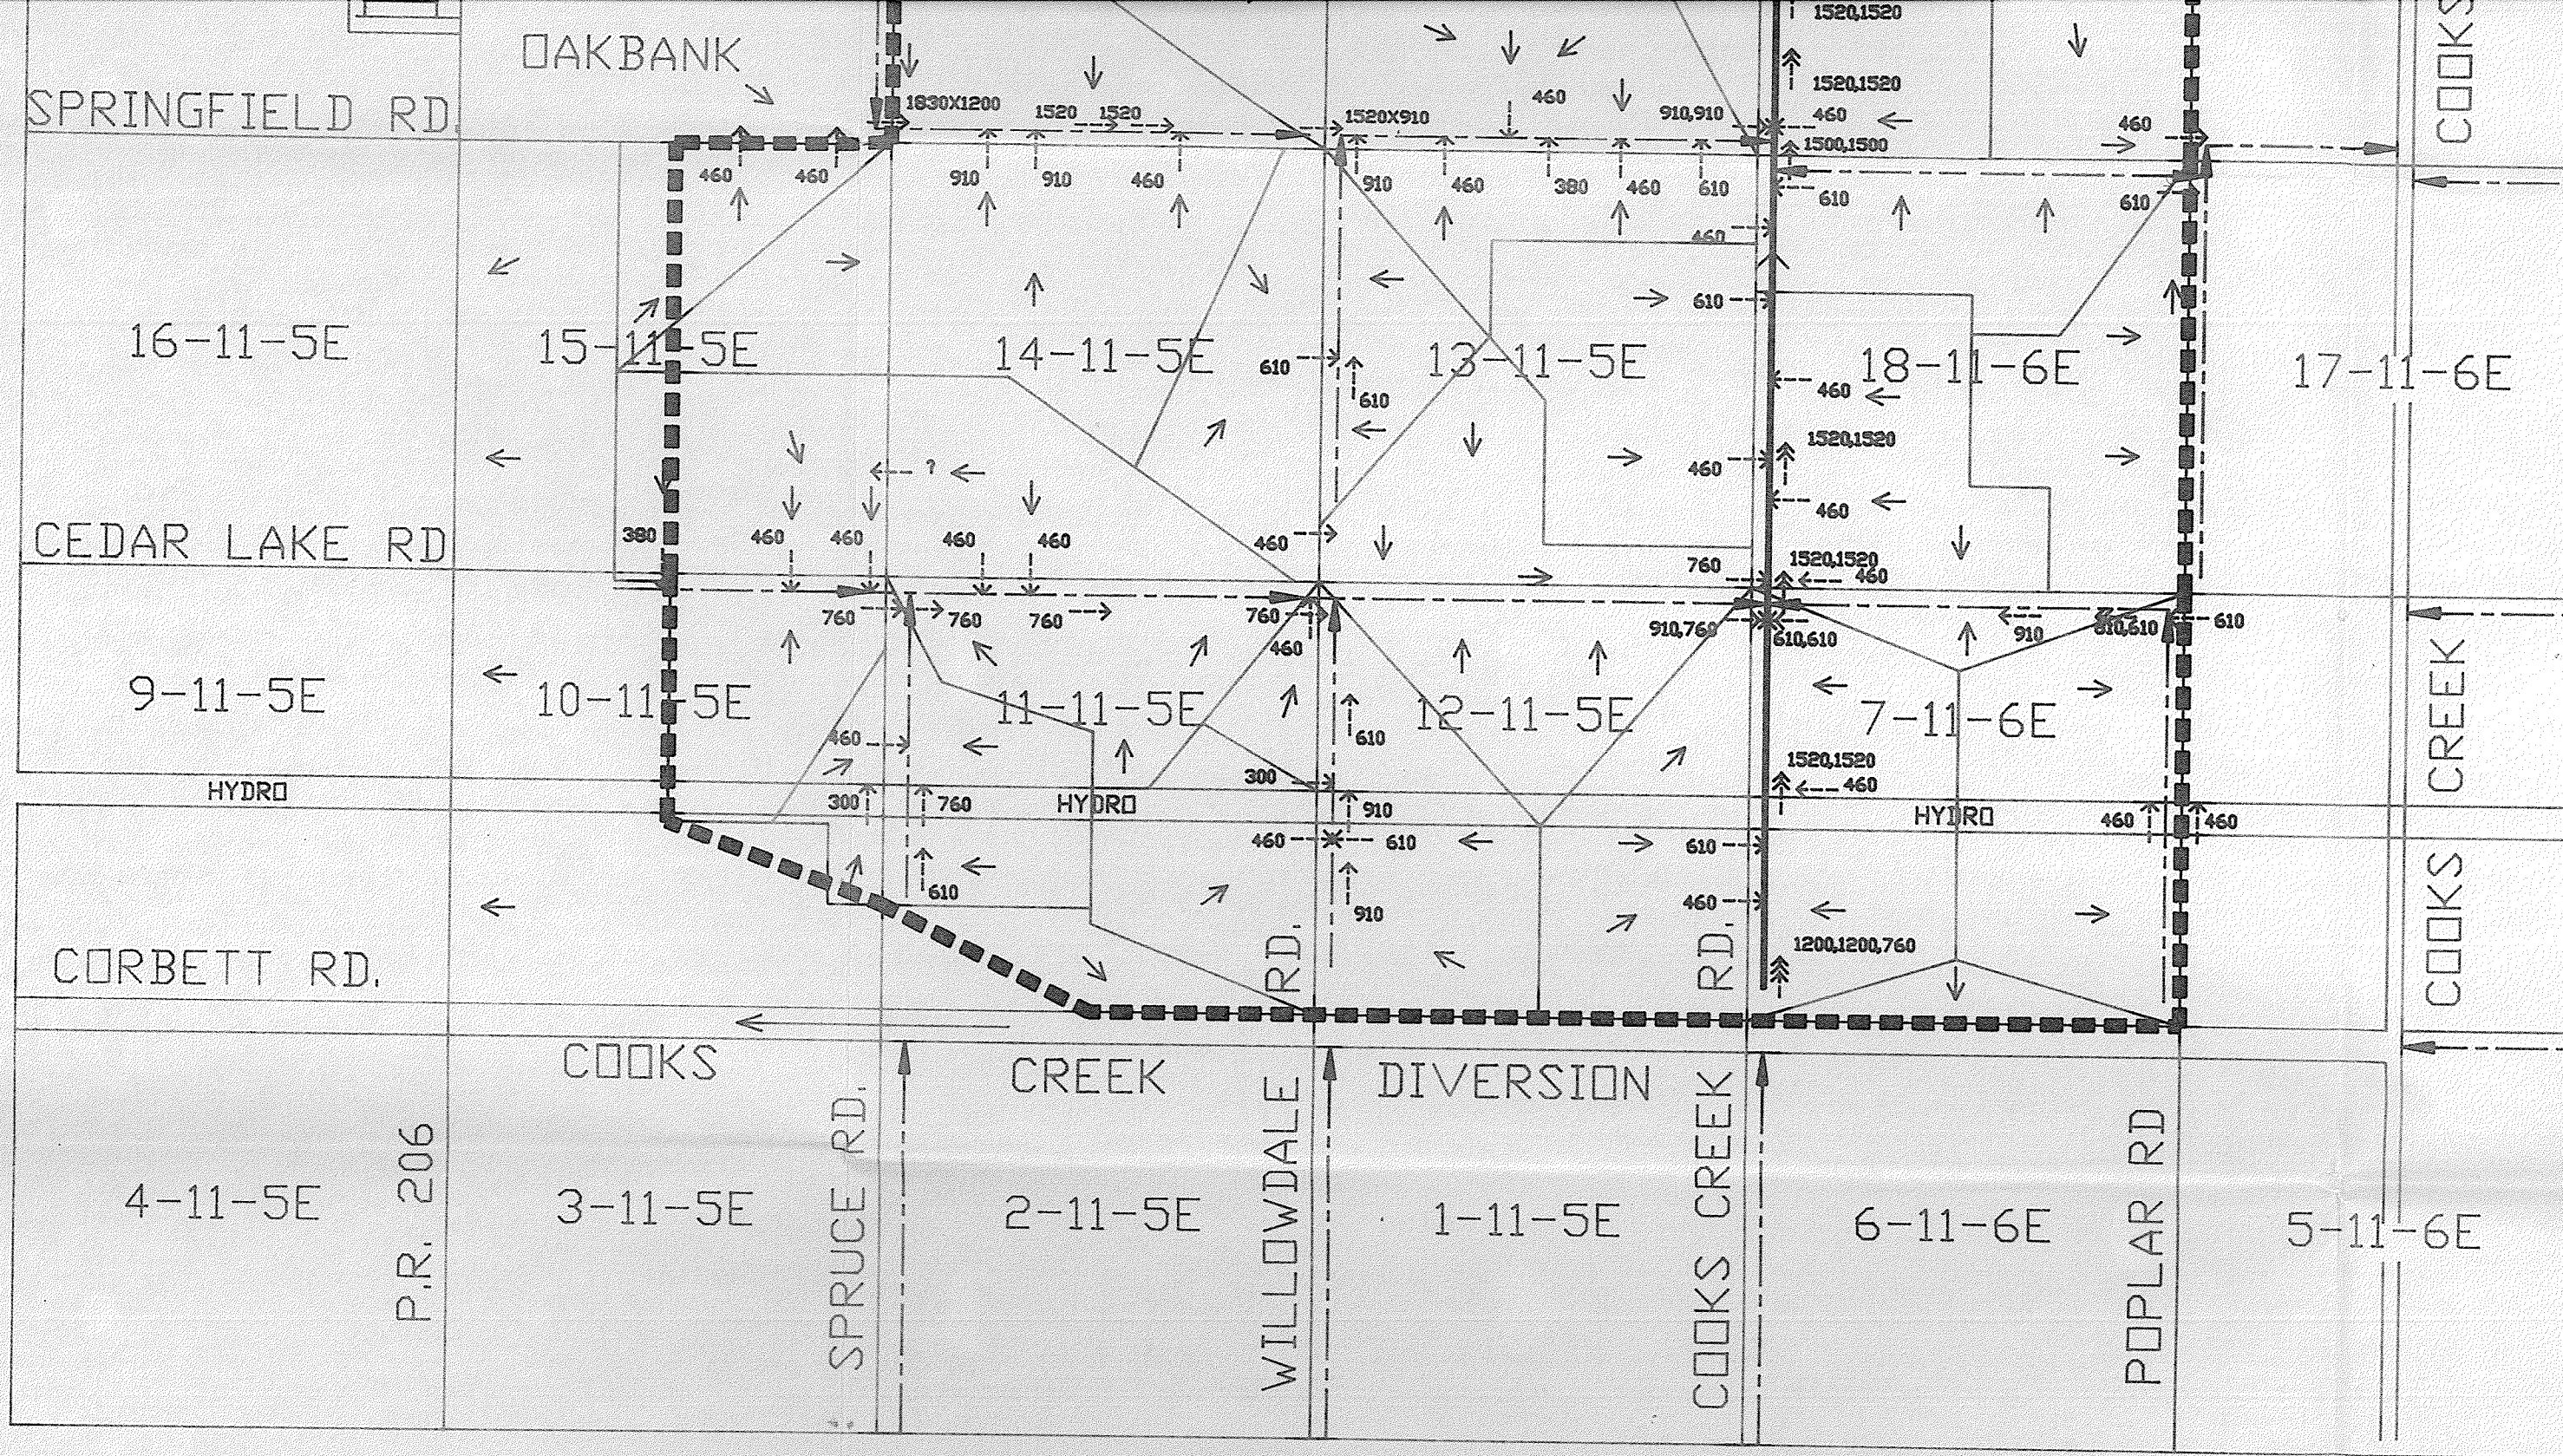 1520,1520
COOKS
OAKBANK
1520,1520
SPRINGFIELD RD.
1830X1200
1520
1520
1520X910
460
910,910
460
460
1500,1500
460
460
910
910
460
910
460
380
460
610
610
610
460
16-11-5E
15-11-5E
14-11-5E
13-11-5E
18-11-6E
17-11-6E
610
610
610
460
?
460
1520,1520
460
CEDAR LAKE RD
380
460
460
460
460
460
760
1520,1520
460
760
760
760
760
460
910,760
610,610
910
610,610
610
9-11-5E
10-11-5E
11-11-5E
12-11-5E
7-11-6E
CREEK
460
610
1520,1520
460
HYDRO
300
760
HYDRO
300
910
HYDRO
460
460
460
610
610
610
910
460
COOKS
1200,1200,760
CORBETT RD.
RD.
RD.
COOKS
CREEK
DIVERSION
P.R. 206
SPRUCE RD.
WILLOWDALE
COOKS CREEK
POPLAR RD
4-11-5E
3-11-5E
2-11-5E
1-11-5E
6-11-6E
5-11-6E